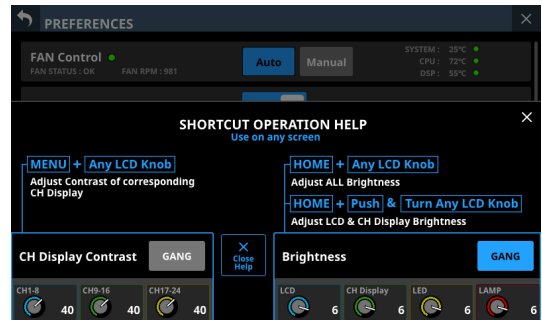 PREFERENCES
FAN Control
FAN STATUS : OK FAN RPM : 981
Auto Manual
SYSTEM : 25℃
CPU : 72℃
DSP : 55℃
SHORTCUT OPERATION HELP
Use on any screen
MENU + Any LCD Knob
Adjust Contrast of corresponding
CH Display
HOME + Any LCD Knob
Adjust ALL Brightness
HOME + Push & Turn Any LCD Knob
Adjust LCD & CH Display Brightness
CH Display Contrast GANG
Close
Help
Brightness GANG
CH1-8 CH9-16 CH17-24
40 40 40
LCD CH Display LED LAMP
6 6 6 6